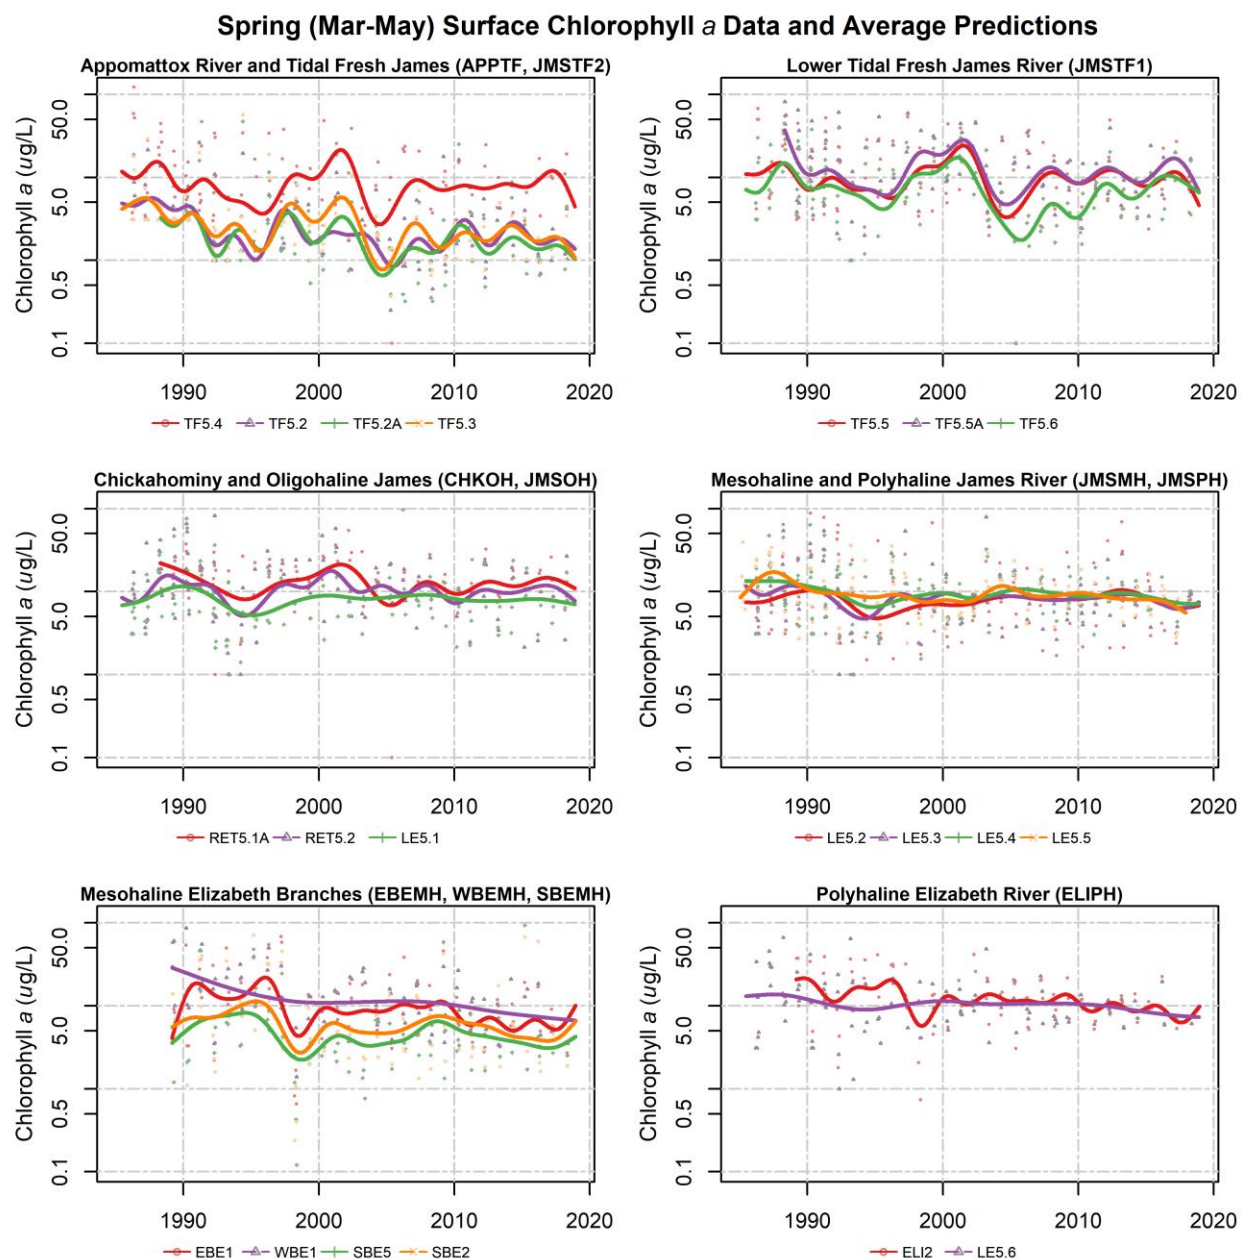 Spring (Mar-May) Surface Chlorophyll a Data and Average Predictions
Appomattox River and Tidal Fresh James (APPTF, JMSTF2)
Chlorophyll a (ug/L)
50.0
5.0
0.5
0.1
1990 2000 2010 2020
TF5.4 TF5.2 TF5.2A TF5.3
Lower Tidal Fresh James River (JMSTF1)
Chlorophyll a (ug/L)
50.0
5.0
0.5
0.1
1990 2000 2010 2020
TF5.5 TF5.5A TF5.6
Chickahominy and Oligohaline James (CHKOH, JMSOH)
Chlorophyll a (ug/L)
50.0
5.0
0.5
0.1
1990 2000 2010 2020
RET5.1A RET5.2 LE5.1
Mesohaline and Polyhaline James River (JMSMH, JMSPH)
Chlorophyll a (ug/L)
50.0
5.0
0.5
0.1
1990 2000 2010 2020
LE5.2 LE5.3 LE5.4 LE5.5
Mesohaline Elizabeth Branches (EBEMH, WBEMH, SBEMH)
Chlorophyll a (ug/L)
50.0
5.0
0.5
0.1
1990 2000 2010 2020
EBE1 WBE1 SBE5 SBE2
Polyhaline Elizabeth River (ELIPH)
Chlorophyll a (ug/L)
50.0
5.0
0.5
0.1
1990 2000 2010 2020
ELI2 LE5.6